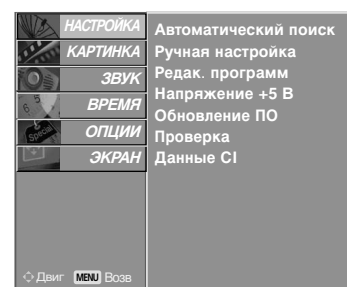 НАСТРОЙКА
КАРТИНКА
ЗВУК
ВРЕМЯ
ОПЦИИ
ЭКРАН
Автоматический поиск
Ручная настройка
Редак. программ
Напряжение +5 В
Обновление ПО
Проверка
Данные CI
Special
Двиг MENU Возв